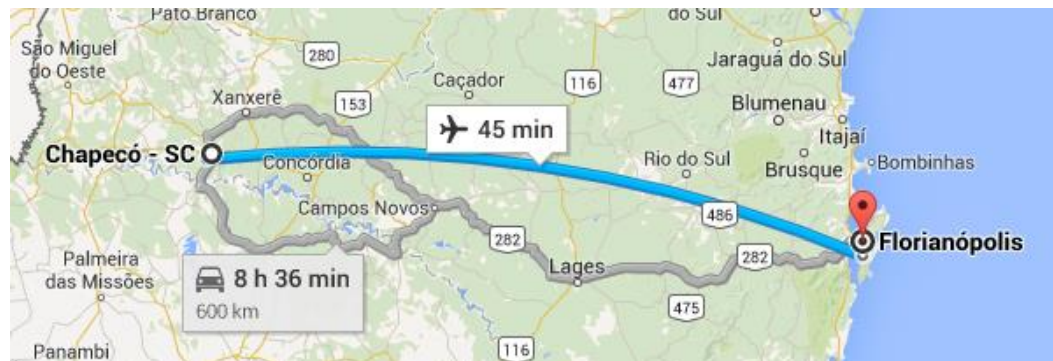 Pato Branco
do Sul
São Miguel
do Oeste
280
Jaraguá do Sul
Caçador
116
477
Xanxerê
153
Blumenau
45 min
Itajaí
Chapecó - SC
Concórdia
Rio do Sul
Brusque
Bombinhas
Campos Novos
486
282
Florianópolis
Palmeira
das Missões
8 h 36 min
600 km
Lages
282
475
Panambi
116